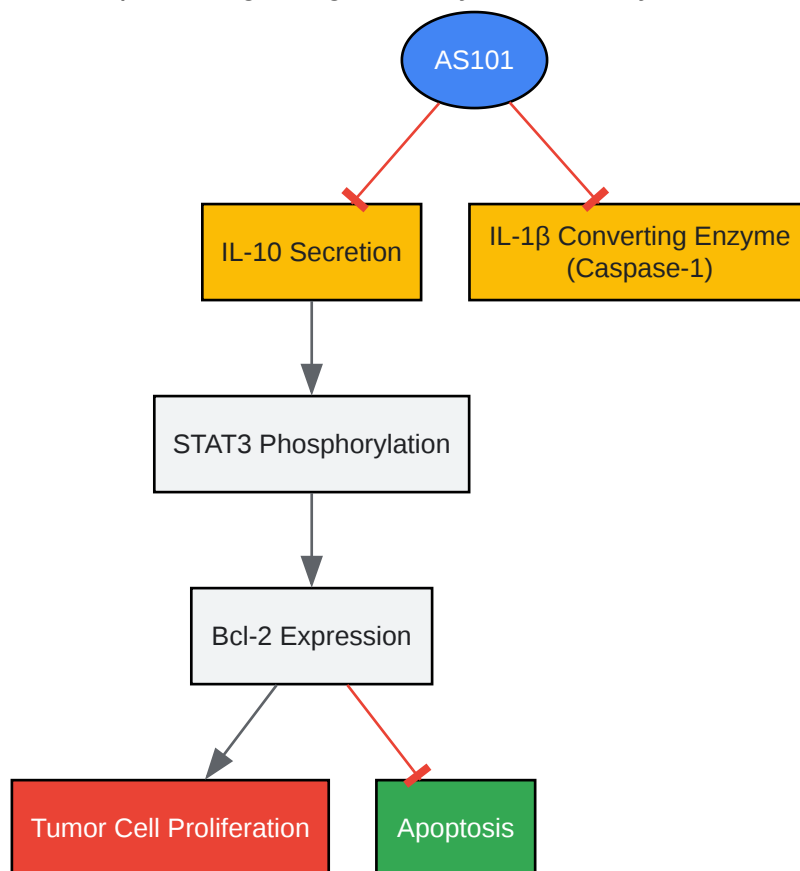 AS101
IL-10 Secretion
IL-1β Converting Enzyme
(Caspase-1)
STAT3 Phosphorylation
Bcl-2 Expression
Tumor Cell Proliferation
Apoptosis